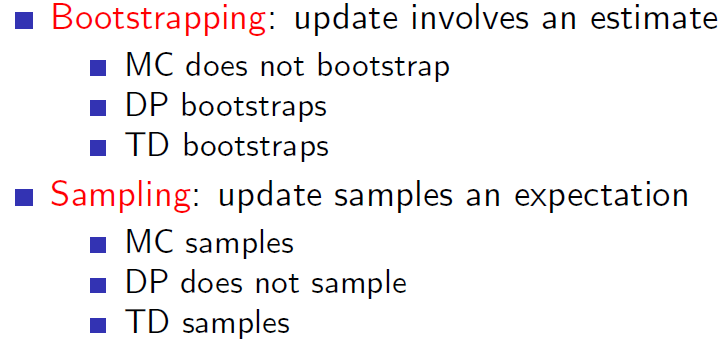 Bootstrapping: update involves an estimate
MC does not bootstrap
DP bootstraps
TD bootstraps
Sampling: update samples an expectation
MC samples
DP does not sample
TD samples